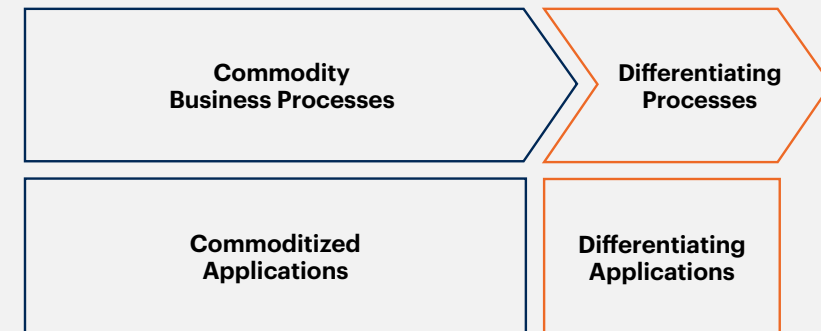 Commodity
Business Processes
Differentiating
Processes
Commoditized
Applications
Differentiating
Applications